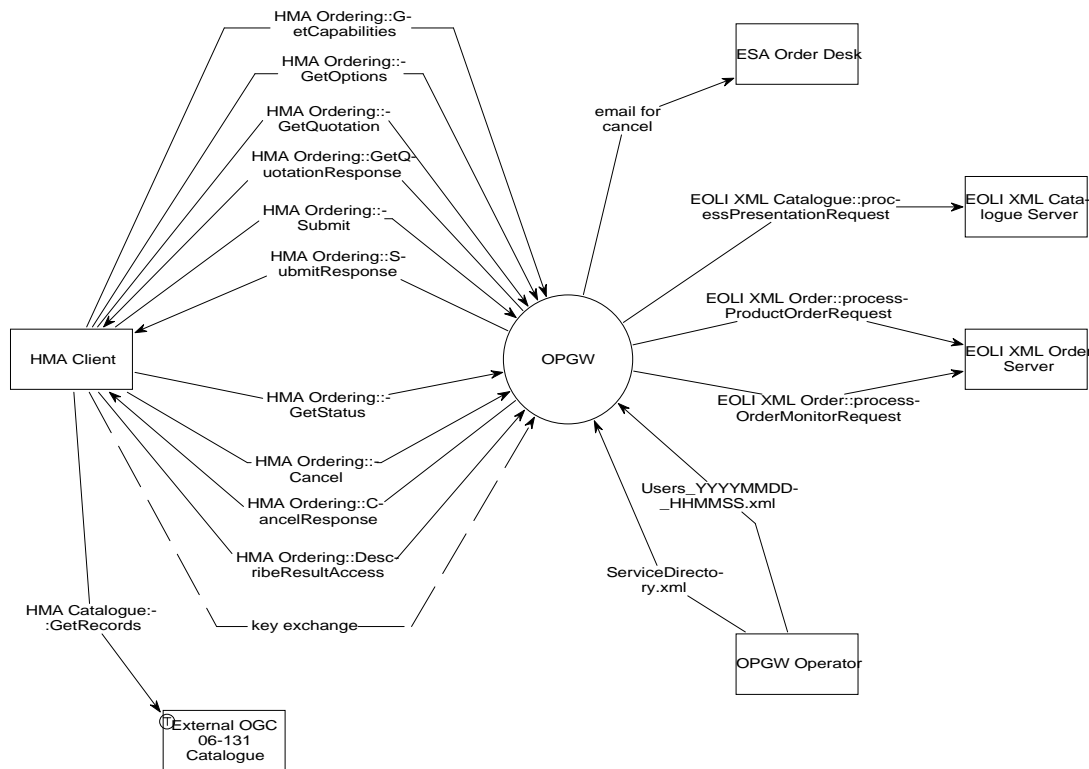 HMA Ordering::G-
etCapabilities
HMA Ordering::-
GetOptions
HMA Ordering::-
GetQuotation
HMA Ordering::GetQ-
uotationResponse
HMA Ordering::-
Submit
HMA Ordering::S-
ubmitResponse
HMA Client
HMA Ordering::-
GetStatus
HMA Ordering::-
Cancel
HMA Ordering::C-
ancelResponse
HMA Ordering::Desc-
ribeResultAccess
key exchange
HMA Catalogue:-
:GetRecords
T
External OGC
06-131
Catalogue
OPGW
ESA Order Desk
email for
cancel
EOLI XML Catalogue::proc-
essPresentationRequest
EOLI XML Cata-
logue Server
EOLI XML Order::process-
ProductOrderRequest
EOLI XML Order
Server
EOLI XML Order::process-
OrderMonitorRequest
Users_YYYYMMDD-
_HHMMSS.xml
ServiceDirecto-
ry.xml
OPGW Operator